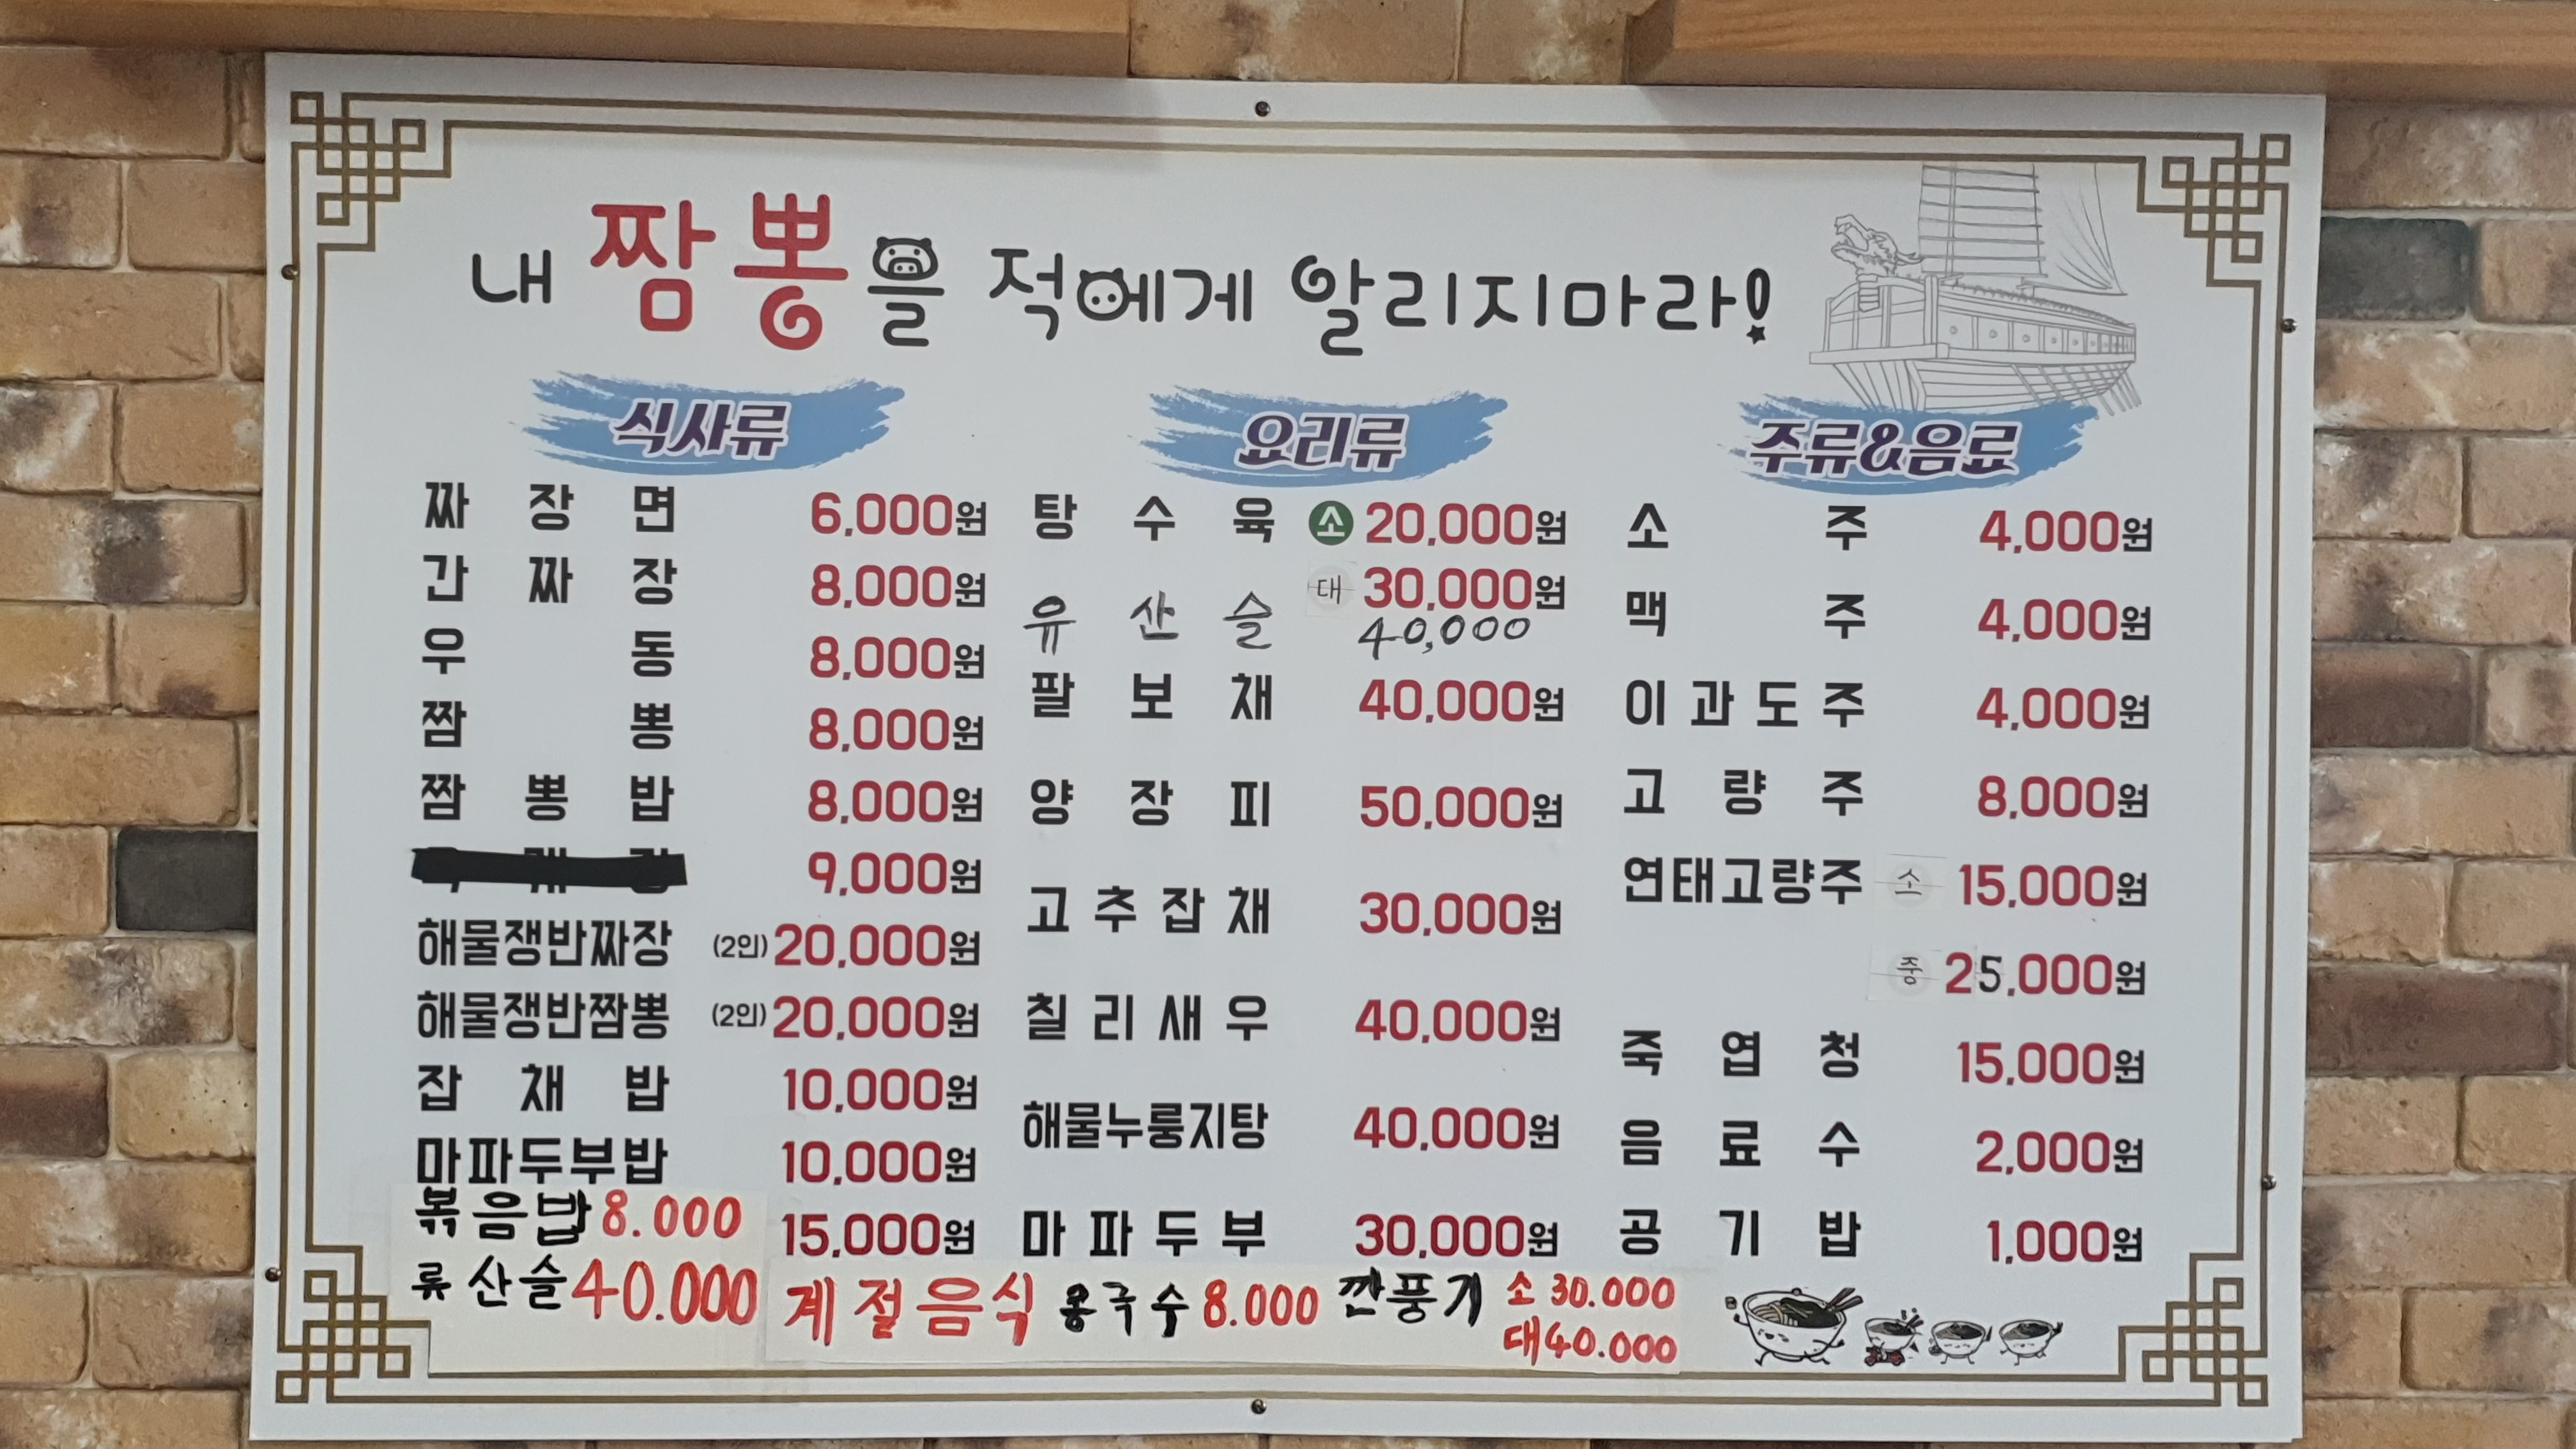 내 짬뽕을 적에게 알리지마라!
식사류
짜장면 6,000원
간짜장 8,000원
우동 8,000원
짬뽕 8,000원
짬뽕밥 8,000원
9,000원
해물쟁반짜장 (2인) 20,000원
해물쟁반짬뽕 (2인) 20,000원
잡채밥 10,000원
마파두부밥 10,000원
볶음밥 8.000
15,000원
류산슬 40.000
요리류
탕수육 소 20,000원
대 30,000원
유산슬 40,000
팔보채 40,000원
양장피 50,000원
고추잡채 30,000원
칠리새우 40,000원
해물누룽지탕 40,000원
마파두부 30,000원
계절음식 콩국수 8.000 깐풍기 소 30.000
대 40.000
주류&음료
소주 4,000원
맥주 4,000원
이과도주 4,000원
고량주 8,000원
연태고량주 소 15,000원
중 25,000원
죽엽청 15,000원
음료수 2,000원
공기밥 1,000원